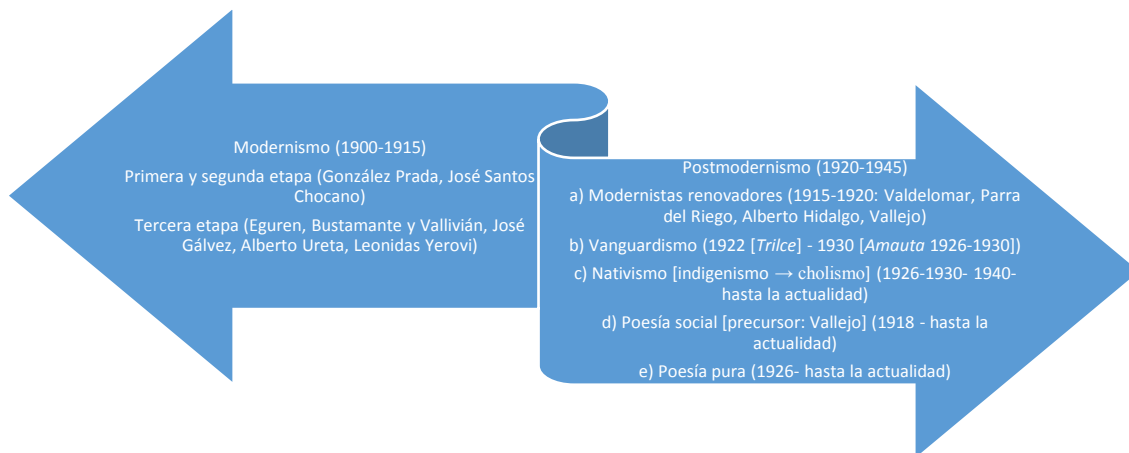 Modernismo (1900-1915)
Primera y segunda etapa (González Prada, José Santos
Chocano)
Tercera etapa (Eguren, Bustamante y Vallivián, José
Gálvez, Alberto Ureta, Leonidas Yerovi)
Postmodernismo (1920-1945)
a) Modernistas renovadores (1915-1920: Valdelomar, Parra
del Riego, Alberto Hidalgo, Vallejo)
b) Vanguardismo (1922 [Trilce] - 1930 [Amauta 1926-1930])
c) Nativismo [indigenismo → cholismo] (1926-1930- 1940-
hasta la actualidad)
d) Poesía social [precursor: Vallejo] (1918 - hasta la
actualidad)
e) Poesía pura (1926- hasta la actualidad)